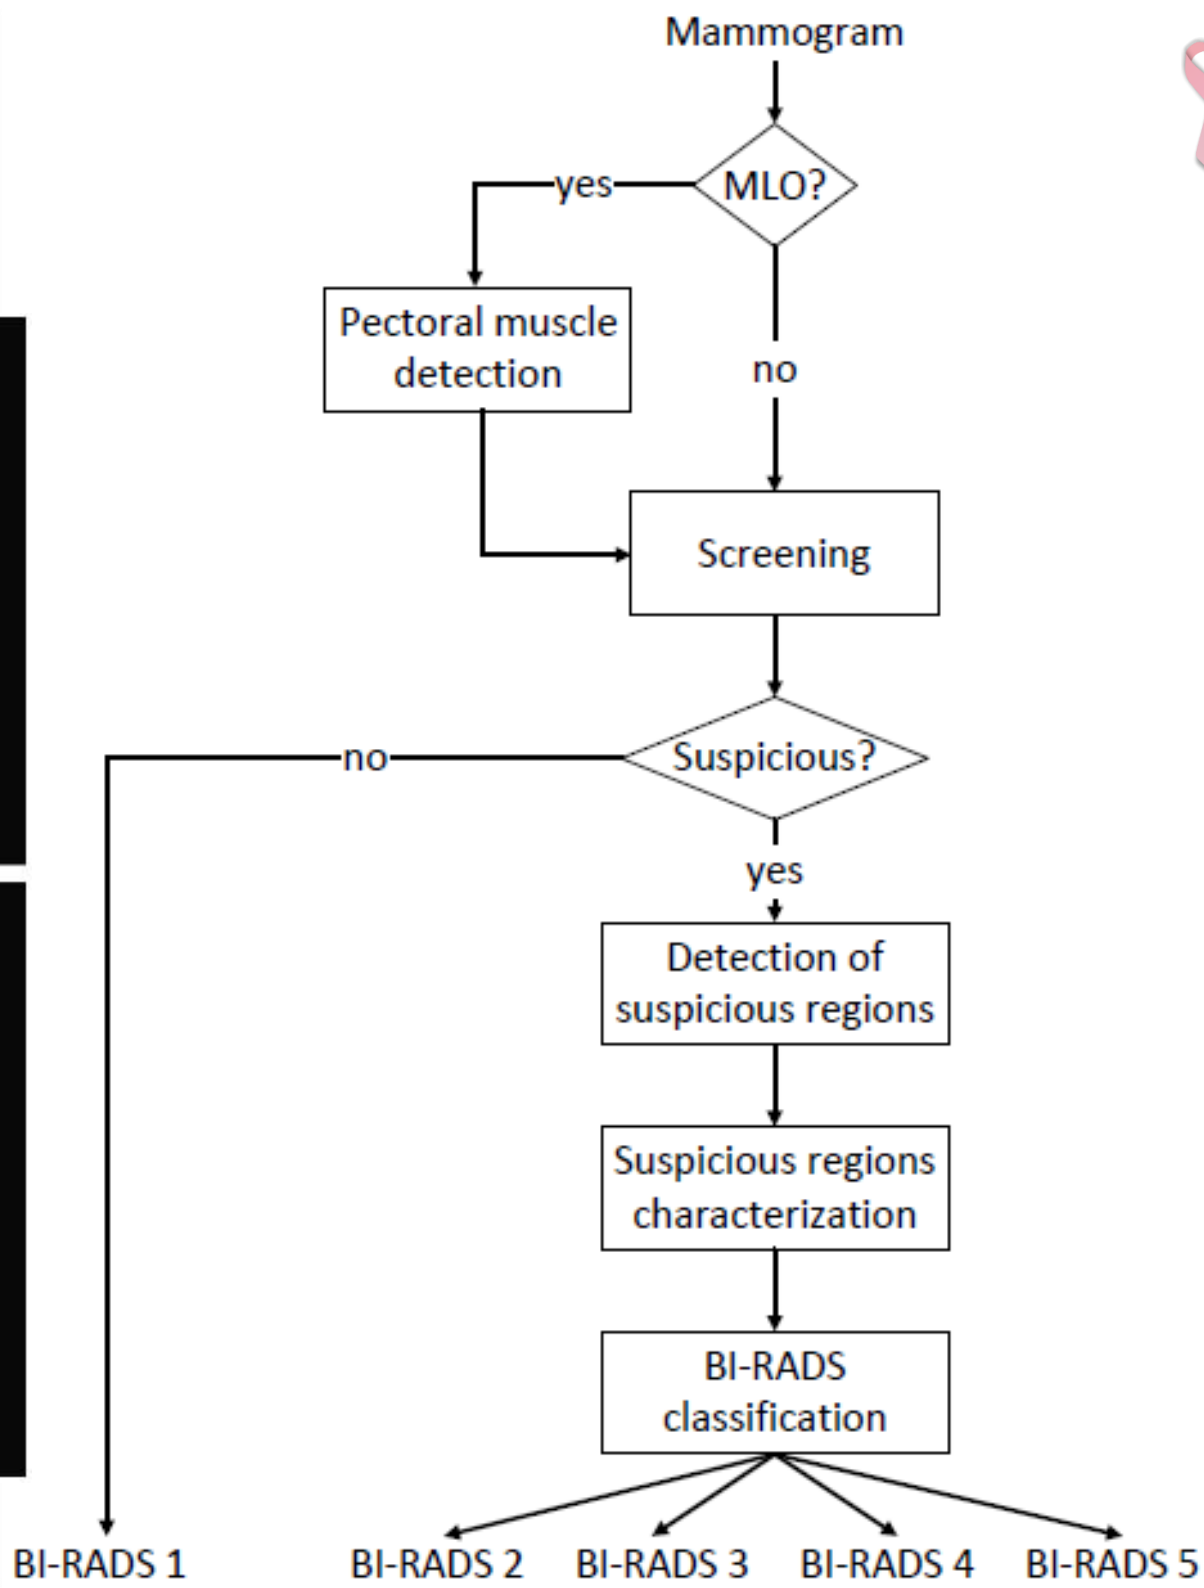 Mammogram
MLO?
yes
Pectoral muscle
detection
no
Screening
Suspicious?
no
yes
Detection of
suspicious regions
Suspicious regions
characterization
BI-RADS
classification
BI-RADS 1
BI-RADS 2
BI-RADS 3
BI-RADS 4
BI-RADS 5